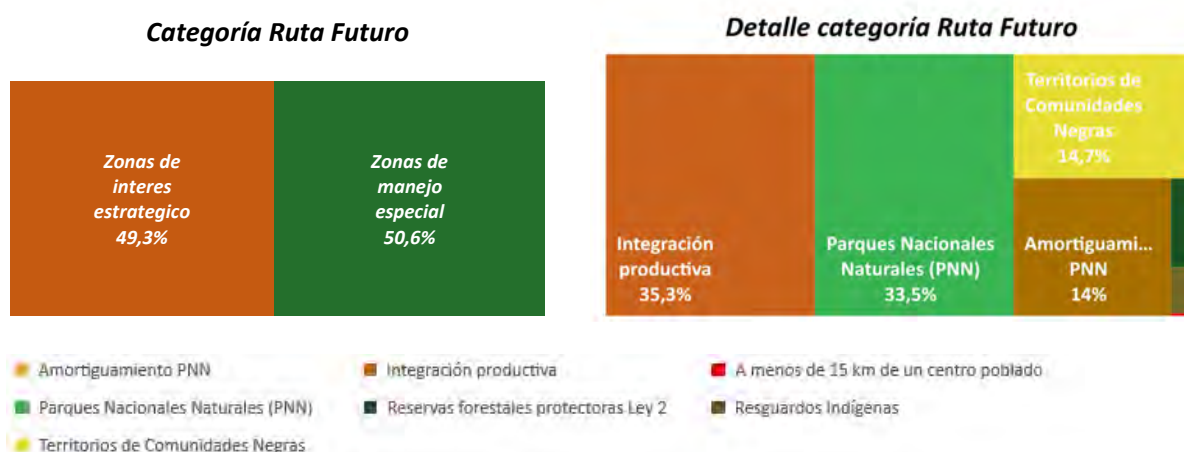 Categoría Ruta Futuro
Zonas de
interes
estrategico
49,3%
Zonas de
manejo
especial
50,6%
Detalle categoría Ruta Futuro
Integración
productiva
35,3%
Parques Nacionales
Naturales (PNN)
33,5%
Territorios de
Comunidades
Negras
14,7%
Amortiguami...
PNN
14%
Amortiguamiento PNN
Integración productiva
A menos de 15 km de un centro poblado
Parques Nacionales Naturales (PNN)
Reservas forestales protectoras Ley 2
Resguardos Indígenas
Territorios de Comunidades Negras